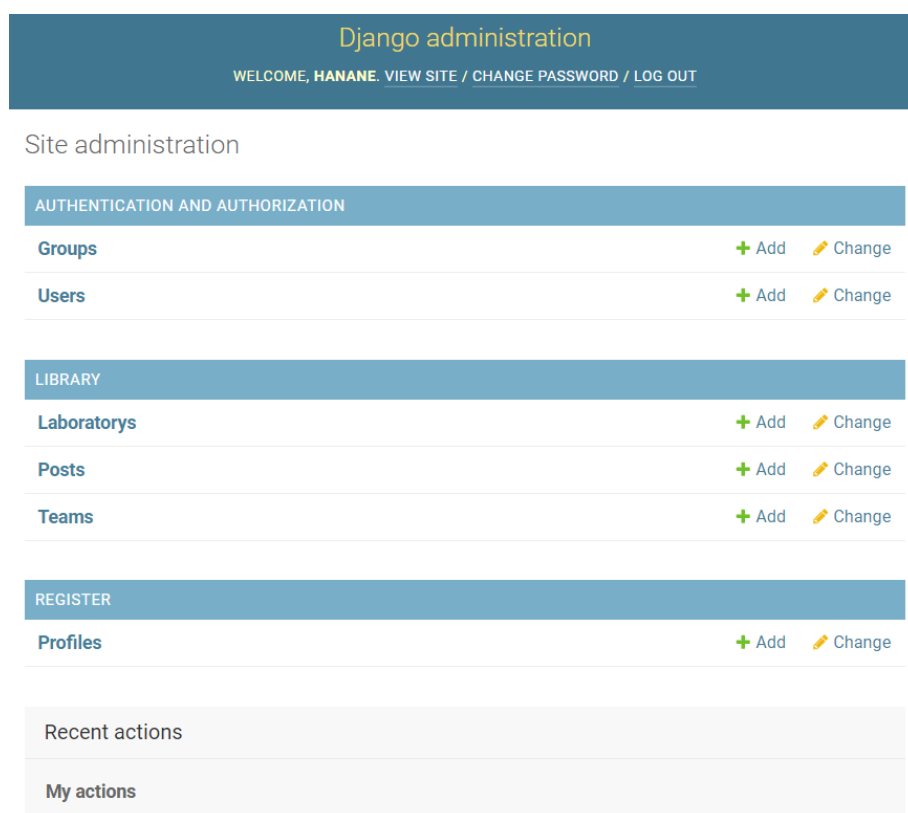 Django administration
WELCOME, HANANE. VIEW SITE / CHANGE PASSWORD / LOG OUT
Site administration
AUTHENTICATION AND AUTHORIZATION
Groups Add Change
Users Add Change
LIBRARY
Laboratorys Add Change
Posts Add Change
Teams Add Change
REGISTER
Profiles Add Change
Recent actions
My actions